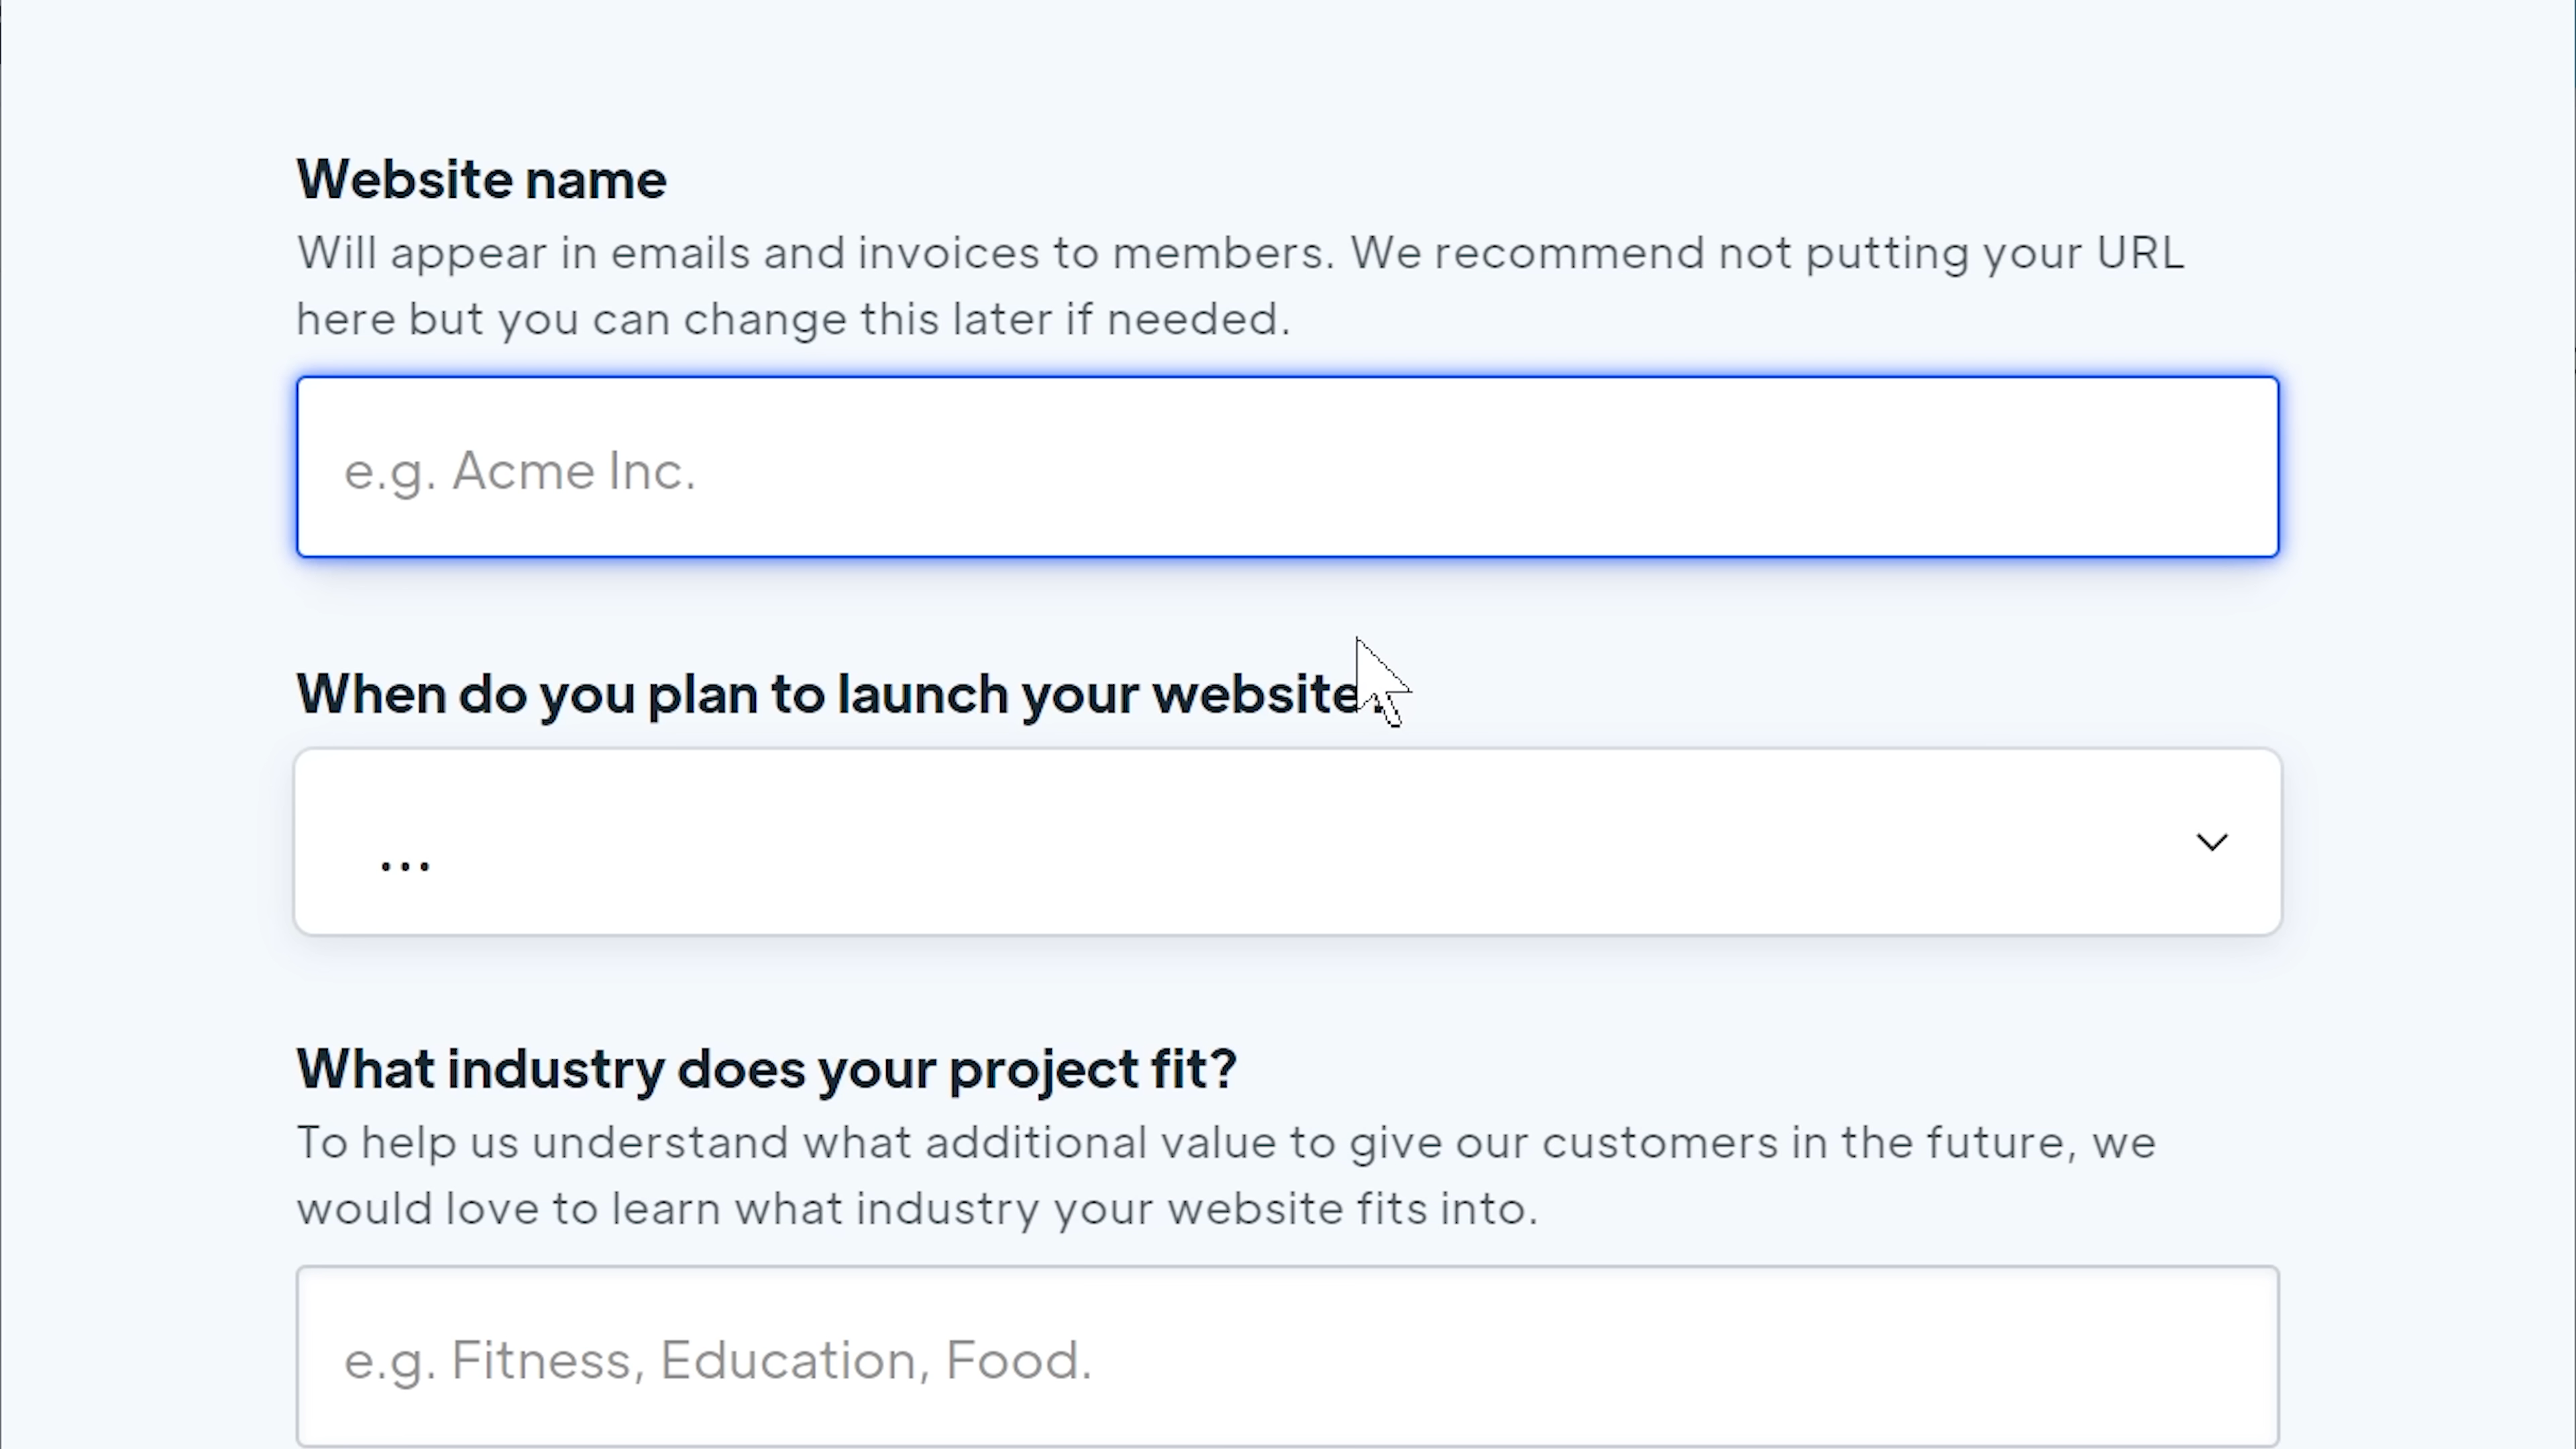 Website name
Will appear in emails and invoices to members. We recommend not putting your URL
here but you can change this later if needed.
e.g. Acme Inc.
When do you plan to launch your website
...
What industry does your project fit?
To help us understand what additional value to give our customers in the future, we
would love to learn what industry your website fits into.
e.g. Fitness, Education, Food.